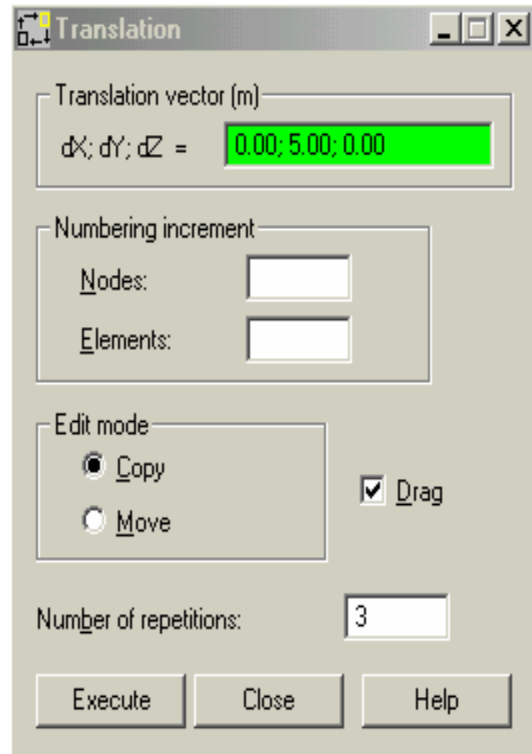 Translation
Translation vector (m)
dX; dY; dZ = 0.00; 5.00; 0.00
Numbering increment
Nodes:
Elements:
Edit mode
Copy
Drag
Move
Number of repetitions: 3
Execute Close Help